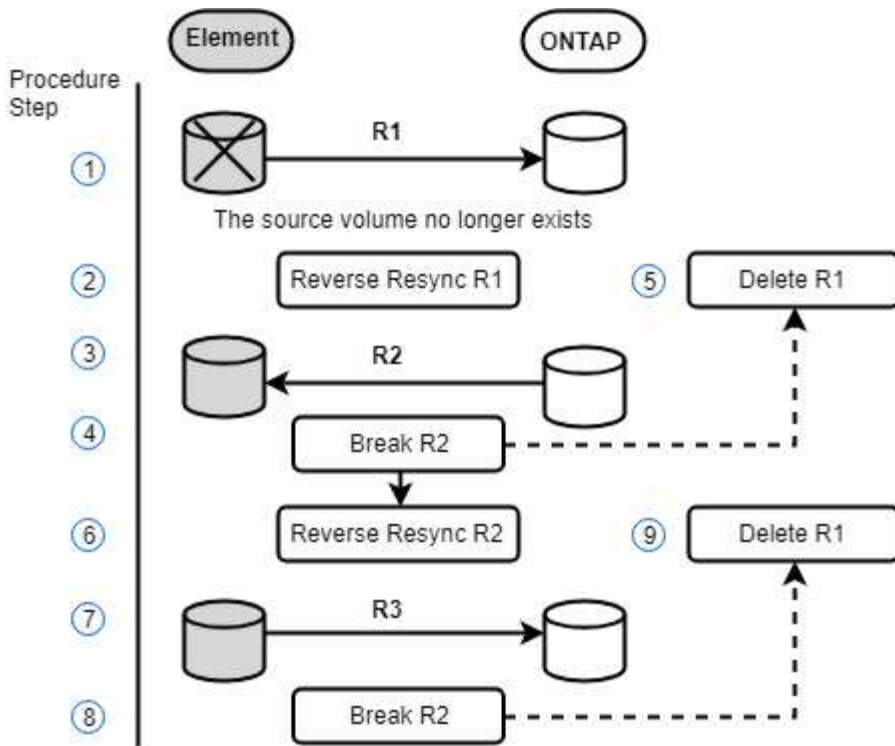 Element
ONTAP
Procedure
Step
R1
1
The source volume no longer exists
2
Reverse Resync R1
5
Delete R1
3
R2
4
Break R2
6
Reverse Resync R2
9
Delete R1
7
R3
8
Break R2